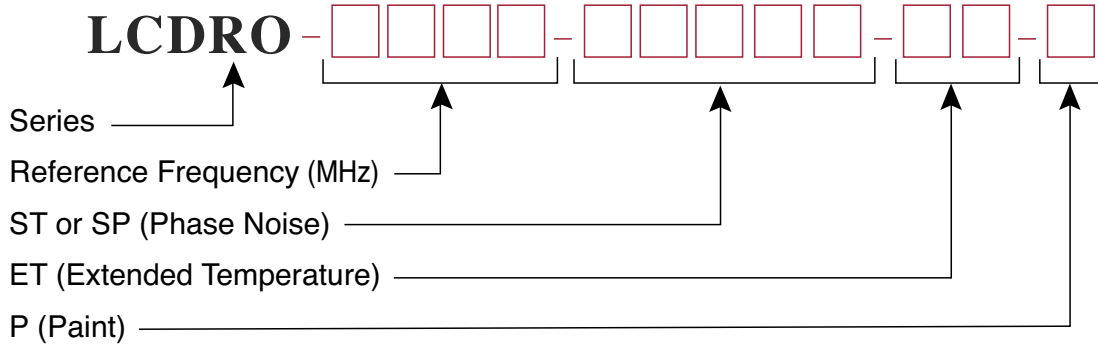 LCDRO - - - -
Series
Reference Frequency (MHz)
ST or SP (Phase Noise)
ET (Extended Temperature)
P (Paint)